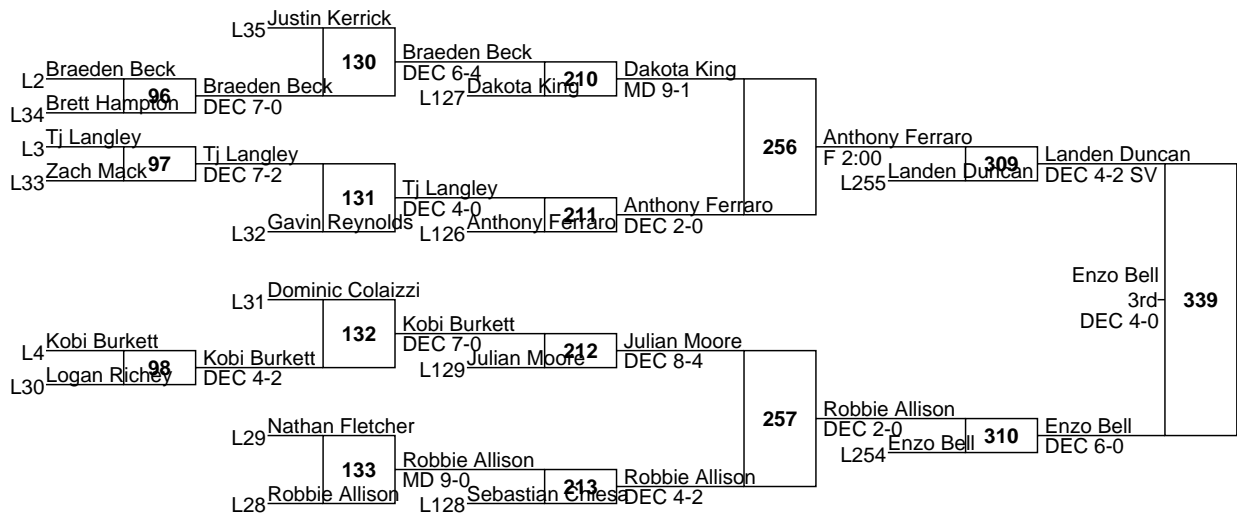 L35 Justin Kerrick
130
Braeden Beck
DEC 6-4
L2 Braeden Beck
96
L34 Brett Hampton
Braeden Beck
DEC 7-0
210
L127 Dakota King
Dakota King
MD 9-1
L3 Tj Langley
97
L33 Zach Mack
Tj Langley
DEC 7-2
131
L32 Gavin Reynolds
Tj Langley
DEC 4-0
211
L126 Anthony Ferraro
Anthony Ferraro
DEC 2-0
256
Anthony Ferraro
F 2:00
309
L255 Landen Duncan
Landen Duncan
DEC 4-2 SV
L31 Dominic Colaizzi
132
Kobi Burkett
DEC 7-0
L4 Kobi Burkett
98
L30 Logan Richey
Kobi Burkett
DEC 4-2
212
L129 Julian Moore
Julian Moore
DEC 8-4
L29 Nathan Fletcher
133
L28 Robbie Allison
Robbie Allison
MD 9-0
213
L128 Sebastian Chiesa
Robbie Allison
DEC 4-2
257
Robbie Allison
DEC 2-0
310
L254 Enzo Bell
Enzo Bell
DEC 6-0
Enzo Bell
3rd
DEC 4-0
339